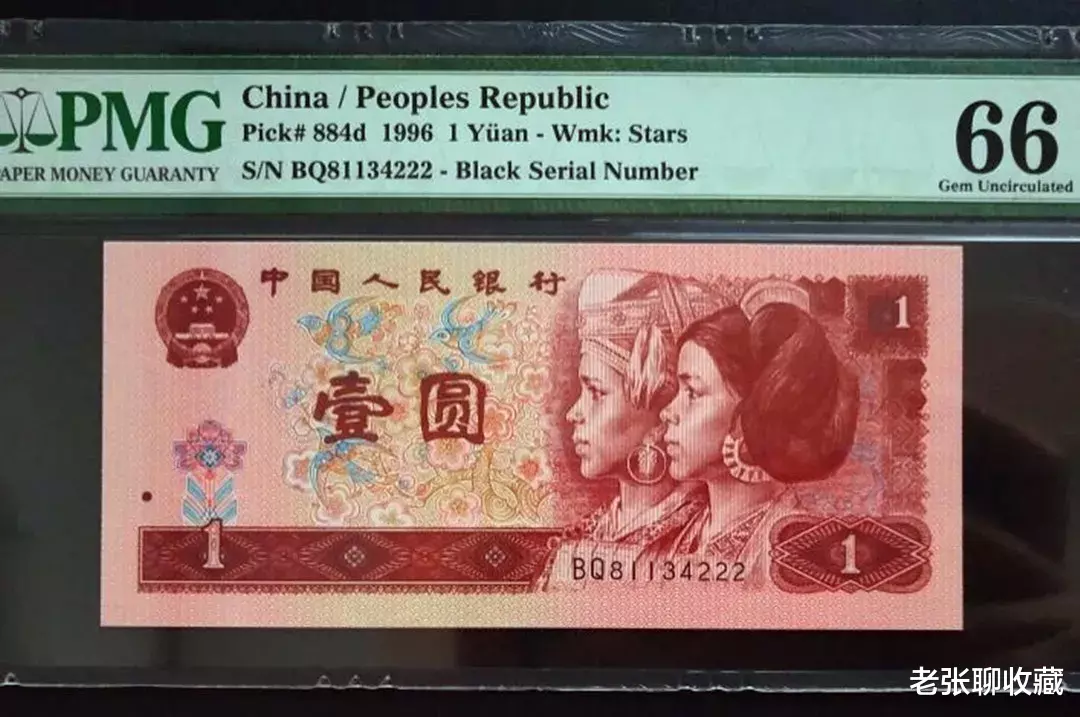 PMG
APER MONEY GUARANTY
China / Peoples Republic
Pick# 884d 1996 1 Yüan - Wmk: Stars
S/N BQ81134222 - Black Serial Number
66
Gem Uncirculated
中国人民银行
1
壹圆
1
BQ81134222
1
老张聊收藏